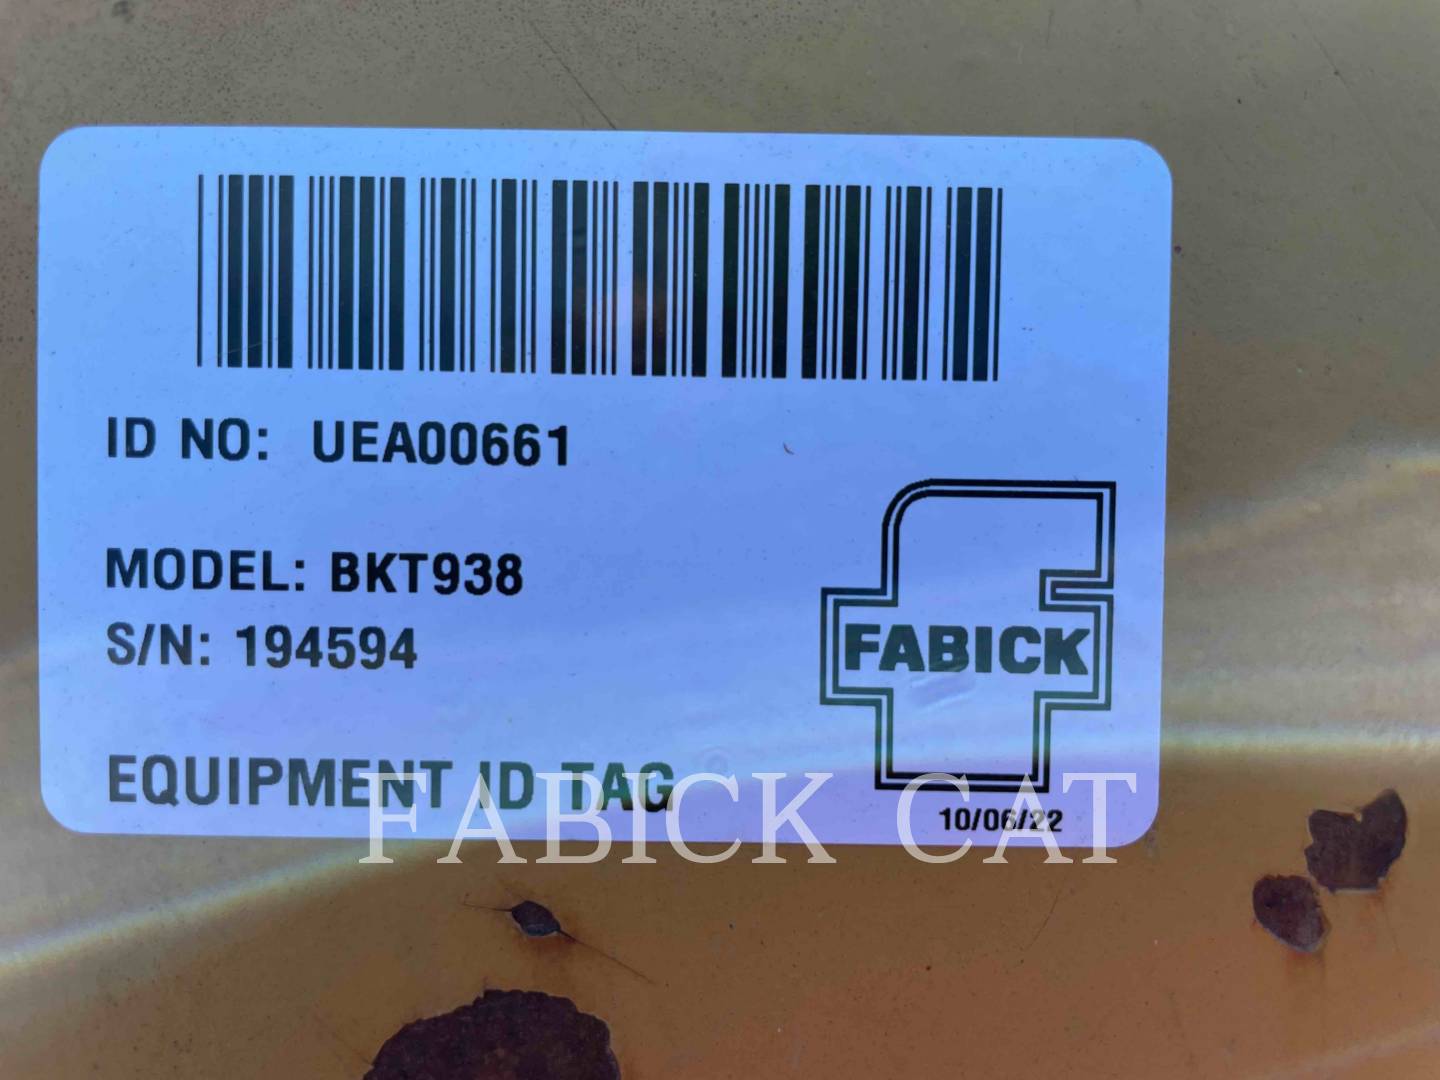 ID NO: UEA00661
MODEL: BKT938
S/N: 194594
FABICK
EQUIPMENT ID TAG
10/06/22
FABICK CAT